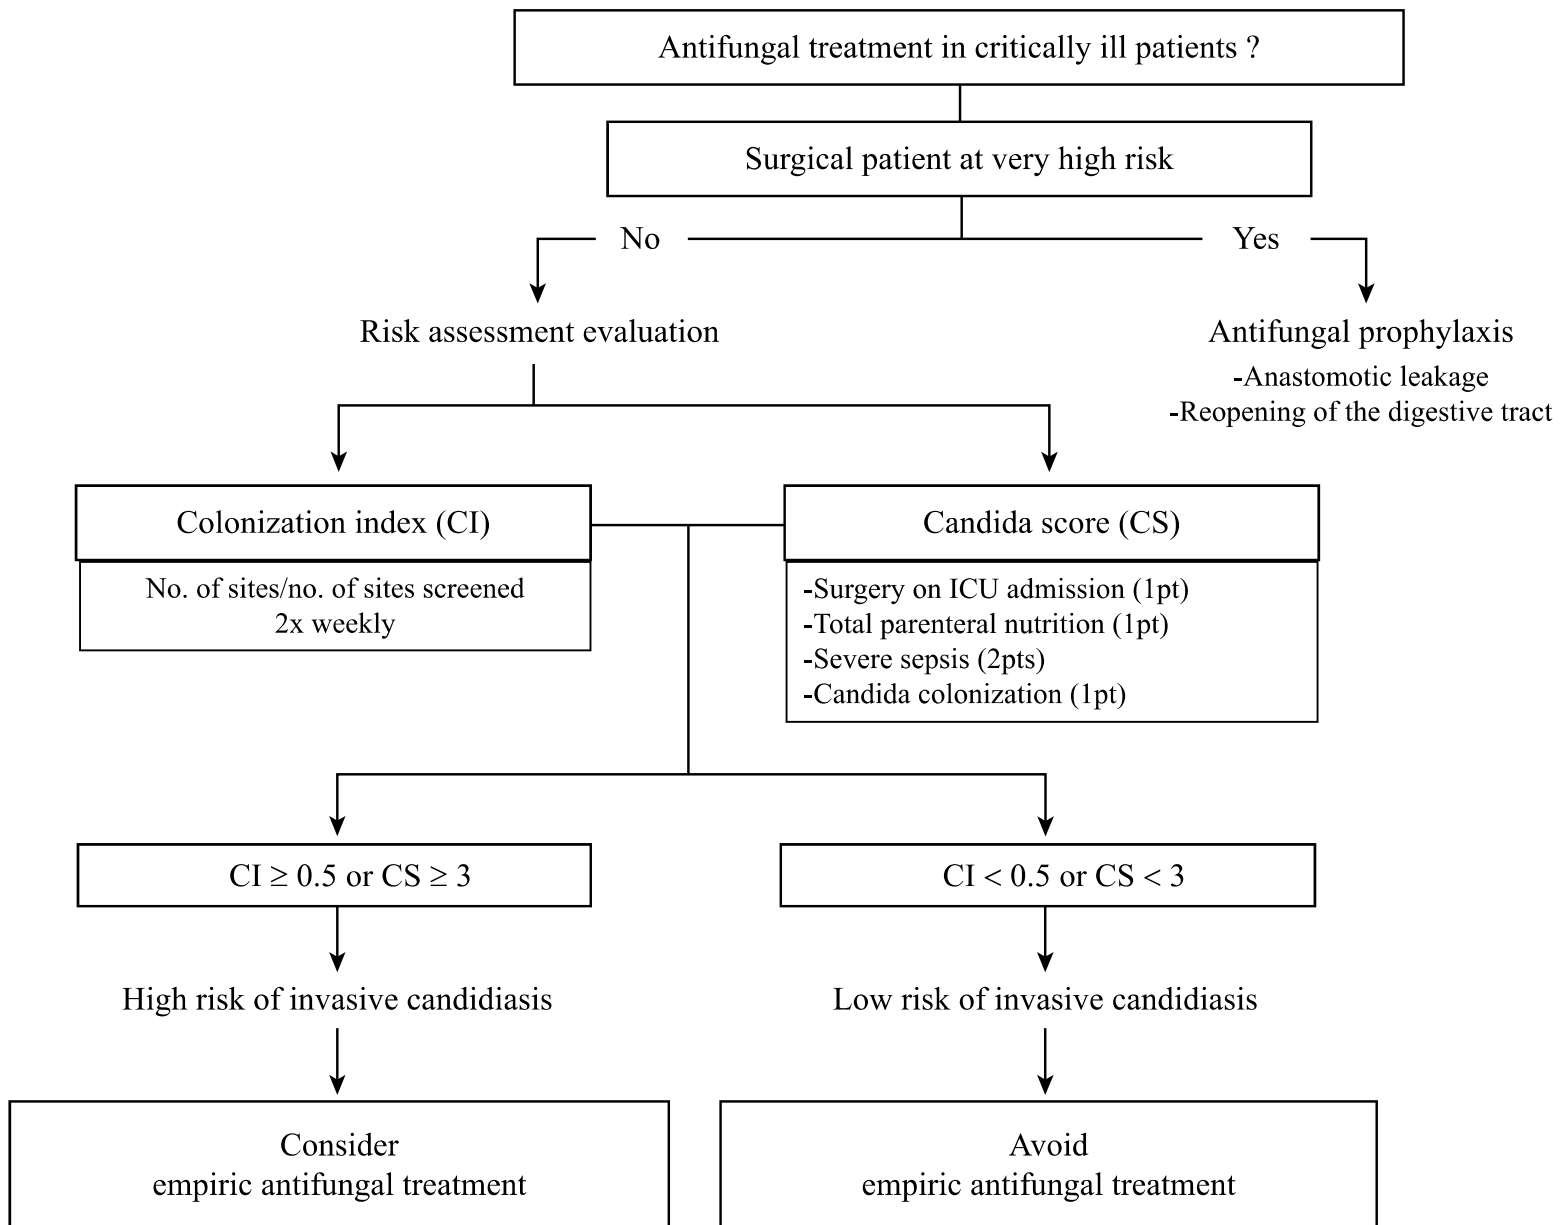 Antifungal treatment in critically ill patients ?
Surgical patient at very high risk
No
Yes
Risk assessment evaluation
Antifungal prophylaxis
-Anastomotic leakage
-Reopening of the digestive tract
Colonization index (CI)
No. of sites/no. of sites screened
2x weekly
Candida score (CS)
-Surgery on ICU admission (1pt)
-Total parenteral nutrition (1pt)
-Severe sepsis (2pts)
-Candida colonization (1pt)
CI ≥ 0.5 or CS ≥ 3
CI < 0.5 or CS < 3
High risk of invasive candidiasis
Low risk of invasive candidiasis
Consider
empiric antifungal treatment
Avoid
empiric antifungal treatment